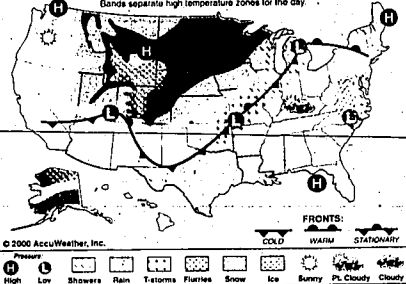 Bands separate high temperature zones for the day.
H
H
H
L
L
L
L
H
FRONTS:
COLD WARM STATIONARY
© 2000 AccuWeather, Inc.
Pressure:
H L
High Low Showers Rain T-storms Flurries Snow Ice Sunny Pt. Cloudy Cloudy